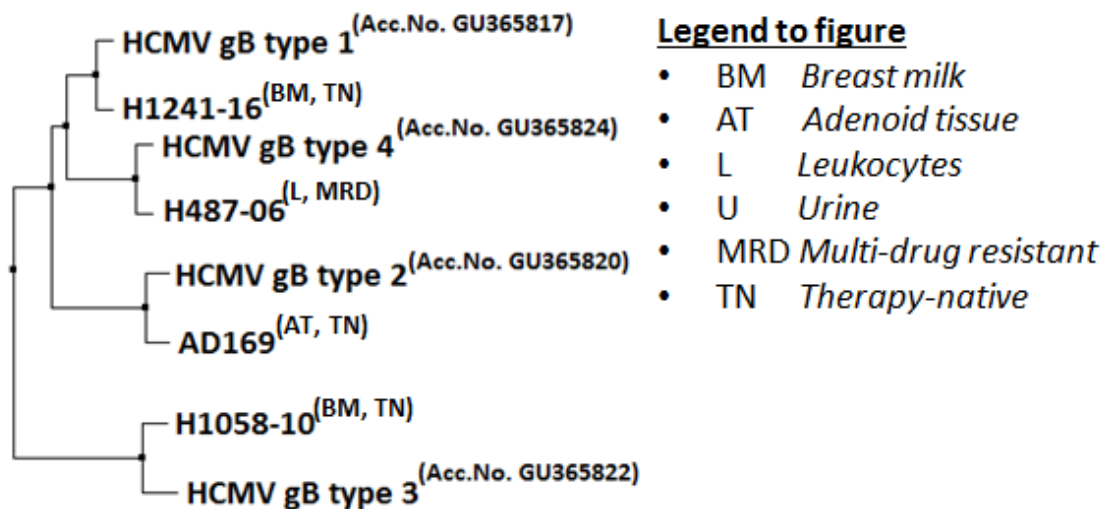 HCMV gB type 1(Acc.No. GU365817)
H1241-16(BM, TN)
HCMV gB type 4(Acc.No. GU365824)
H487-06(L, MRD)
HCMV gB type 2(Acc.No. GU365820)
AD169(AT, TN)
H1058-10(BM, TN)
HCMV gB type 3(Acc.No. GU365822)
Legend to figure
• BM Breast milk
• AT Adenoid tissue
• L Leukocytes
• U Urine
• MRD Multi-drug resistant
• TN Therapy-native